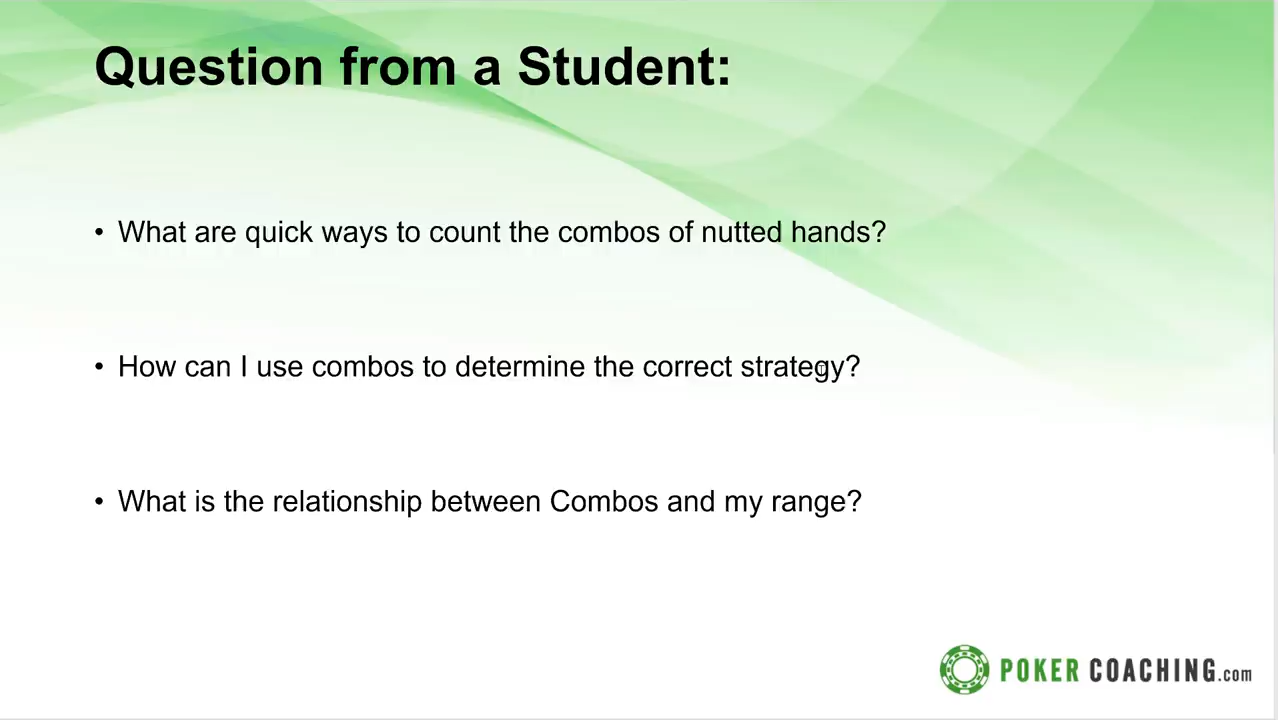 Question from a Student:
• What are quick ways to count the combos of nutted hands?
• How can I use combos to determine the correct strategy?
• What is the relationship between Combos and my range?
POKER COACHING.com